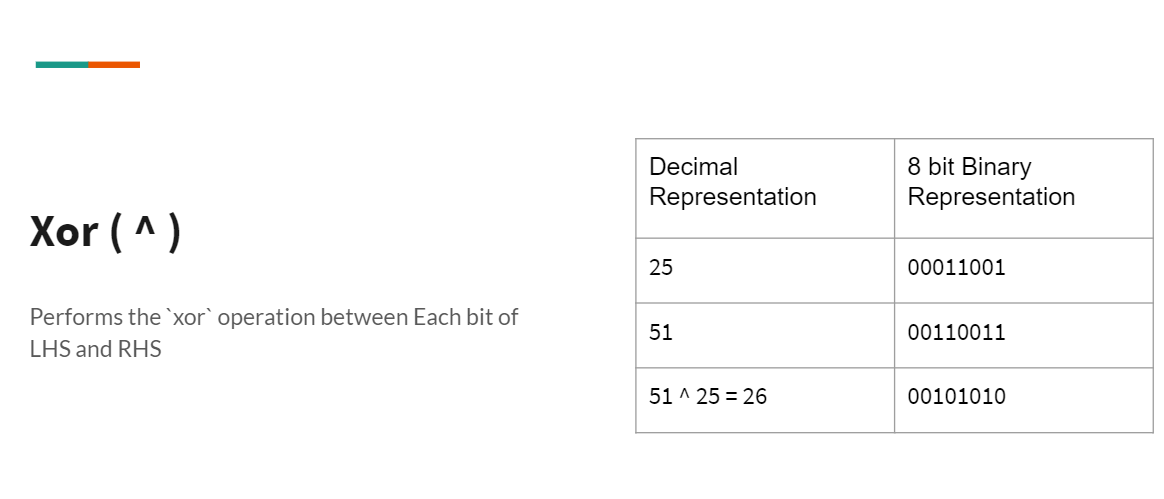 Xor ( ^ )
Performs the `xor` operation between Each bit of
LHS and RHS
Decimal
Representation
8 bit Binary
Representation
25
00011001
51
00110011
51 ^ 25 = 26
00101010